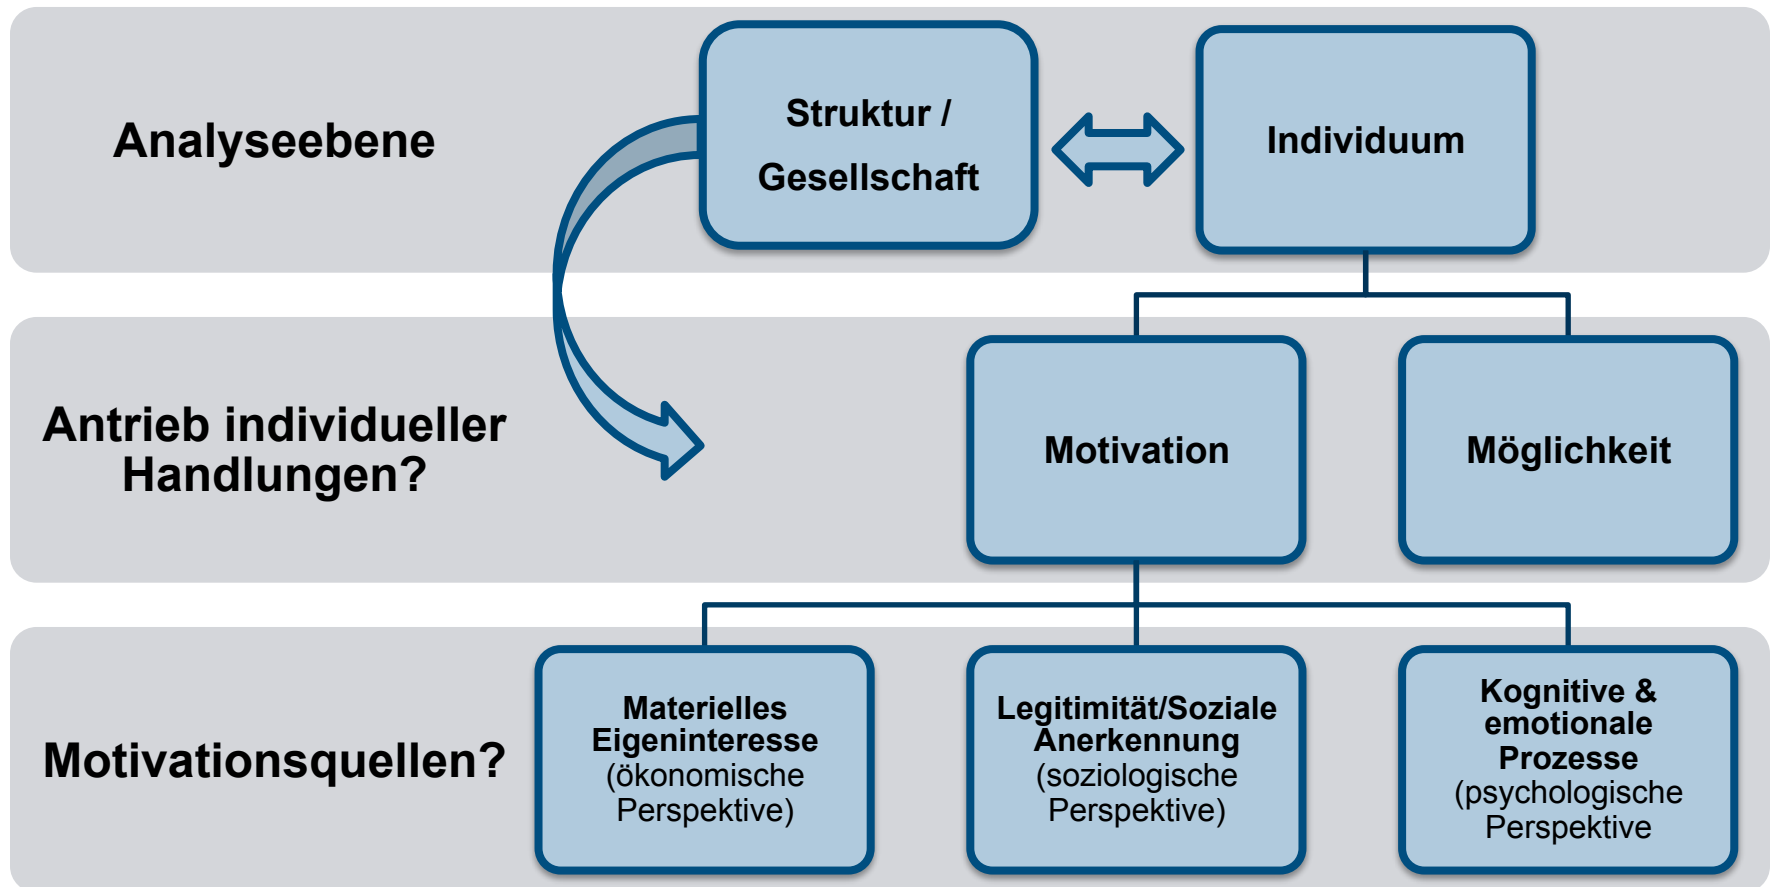 Analyseebene
Struktur /
Gesellschaft
Individuum
Antrieb individueller
Handlungen?
Motivation
Möglichkeit
Motivationsquellen?
Materielles
Eigeninteresse
(ökonomische
Perspektive)
Legitimität/Soziale
Anerkennung
(soziologische
Perspektive)
Kognitive &
emotionale
Prozesse
(psychologische
Perspektive